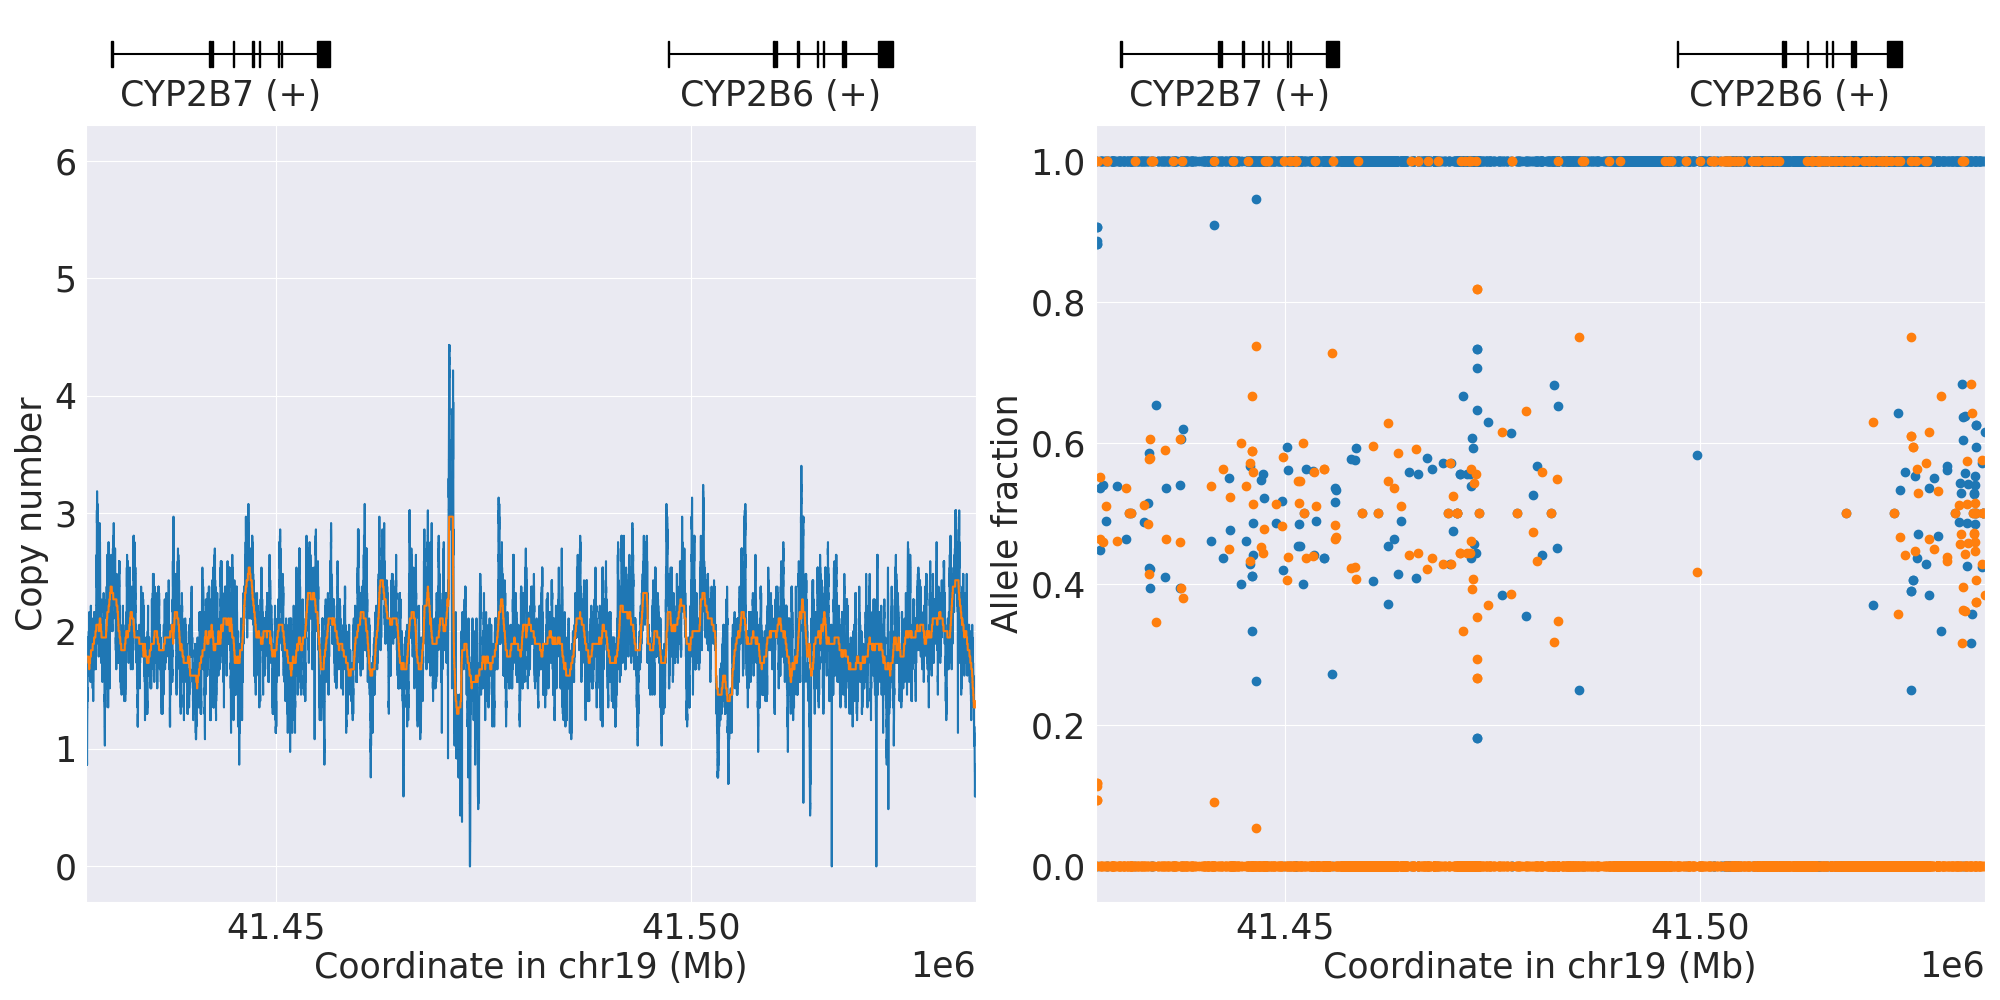 CYP2B7 (+)
CYP2B6 (+)
CYP2B7 (+)
CYP2B6 (+)
6
5
4
3
2
1
0
Copy number
41.45
41.50
Coordinate in chr19 (Mb)
1e6
1.0
0.8
0.6
0.4
0.2
0.0
Allele fraction
41.45
41.50
Coordinate in chr19 (Mb)
1e6